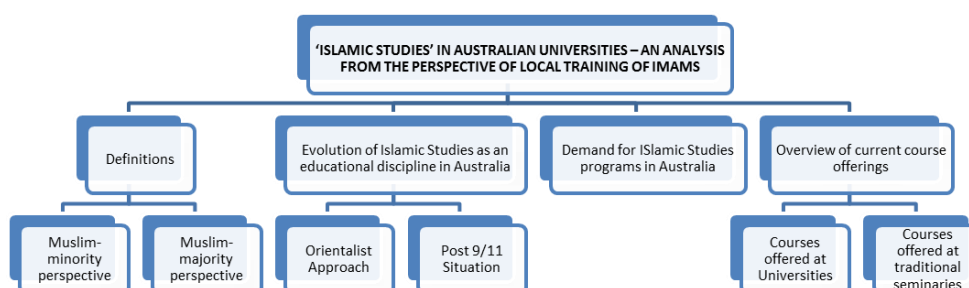 ‘ISLAMIC STUDIES’ IN AUSTRALIAN UNIVERSITIES – AN ANALYSIS
FROM THE PERSPECTIVE OF LOCAL TRAINING OF IMAMS
Definitions
Evolution of Islamic Studies as an
educational discipline in Australia
Demand for ISlamic Studies
programs in Australia
Overview of current course
offerings
Muslim-
minority
perspective
Muslim-
majority
perspective
Orientalist
Approach
Post 9/11
Situation
Courses
offered at
Universities
Courses
offered at
traditional
seminaries